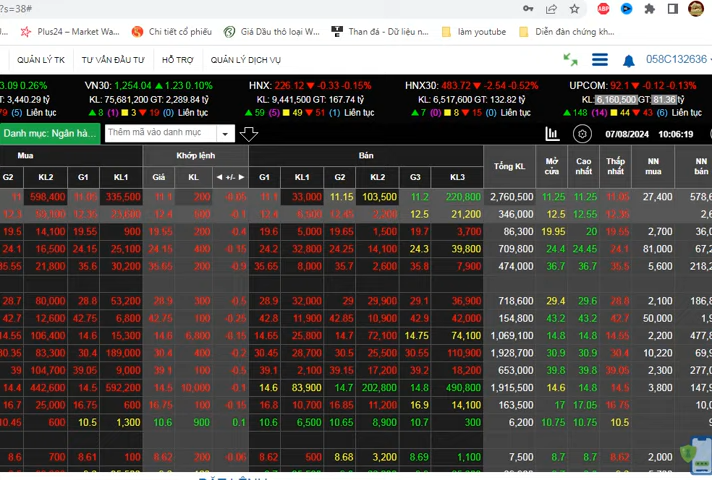 ?s=38#
Plus24 – Market Wa...
Chi tiết cổ phiếu
Giá Dầu thô loại W...
Than đá - Dữ liệu n...
làm youtube
Diễn đàn chứng kh...
QUẢN LÝ TK
TƯ VẤN ĐẦU TƯ
HỖ TRỢ
QUẢN LÝ DỊCH VỤ
058C132636
3.09 0.26%
VN30: 1,254.04 ▲ 1.23 0.10%
HNX: 226.12 ▼ -0.33 -0.15%
HNX30: 483.72 ▼ -2.54 -0.52%
UPCOM: 92.1 ▼ -0.12 -0.13%
T: 3,440.29 tỷ
KL: 75,681,200 GT: 2,289.84 tỷ
KL: 9,441,500 GT: 167.74 tỷ
KL: 6,517,600 GT: 132.82 tỷ
KL: 6,160,500 GT: 81.36 tỷ
79 (5) Liên tục
▲ 8 (1) ■ 3 ▼ 19 (0) Liên tục
▲ 59 (5) ■ 49 ▼ 51 (1) Liên tục
▲ 7 (0) ■ 8 ▼ 15 (0) Liên tục
▲ 148 (14) ■ 44 ▼ 43 (6) Liên tục
Danh mục: Ngân hà...
Thêm mã vào danh mục
07/08/2024
10:06:19
Mua Khớp lệnh Bán Tổng KL Mở cửa Cao nhất Thấp nhất NN mua NN bán
G2 KL2 G1 KL1 Giá KL ◄ +/- ► G1 KL1 G2 KL2 G3 KL3
11 598,400 11.05 335,500 11.1 200 -0.05 11.1 33,000 11.15 103,500 11.2 220,800 2,760,500 11.25 11.25 11.05 27,400 578,6
12.3 12.35 12.4 500 -0.1 12.4 6,500 12.45 2,200 12.5 21,200 346,000 12.5 12.55 12.35
19.5 14,100 19.55 900 19.55 200 -0.4 19.6 5,000 19.65 1,500 19.7 3,700 86,300 19.95 20 19.55 2,700
24.1 16,500 24.15 25,100 24.15 400 -0.15 24.2 32,800 24.25 14,100 24.3 39,800 709,800 24.4 24.45 24.1 81,000
35.55 21,800 35.6 30,200 35.65 200 -0.9 35.65 8,000 35.7 2,600 35.8 7,900 474,000 36.7 36.7 35.5 5,600 218,2
28.7 80,000 28.8 53,200 28.9 300 -0.5 28.9 32,000 29 29,900 29.1 36,900 718,600 29.4 29.6 28.8 2,100
42.7 12,600 42.75 6,800 42.75 100 -0.25 42.8 11,900 42.85 10,900 42.9 42,000 154,800 43.2 43.2 42.7 50,000
14.55 106,400 14.6 15,300 14.6 6,800 -0.15 14.65 25,800 14.7 72,100 14.75 74,100 1,069,100 14.8 14.8 14.55 2,200
30.35 83,300 30.4 189,000 30.4 400 -0.2 30.45 28,700 30.5 25,500 30.55 110,900 1,928,700 30.9 30.9 30.4 10,220
39 104,700 39.05 9,000 39.1 100 -0.5 39.1 2,100 39.15 17,200 39.2 18,200 653,000 39.8 39.8 39.05 2,300
14.4 442,600 14.5 592,200 14.5 10,000 -0.1 14.6 83,900 14.7 202,800 14.8 490,800 1,915,500 14.6 14.8 14.5 3,800
16.7 25,000 16.75 600 16.75 100 -0.15 16.8 10,700 16.85 11,200 16.9 14,100 163,500 17 17.05 16.75
10.45 600 10.5 1,300 10.6 900 0.1 10.6 6,500 10.65 8,900 10.7 300 6,200 10.75 10.75 10.5
8.6 700 8.61 100 8.62 200 -0.06 8.62 500 8.68 3,200 8.69 1,100 7,500 8.7 8.7 8.62 2,000